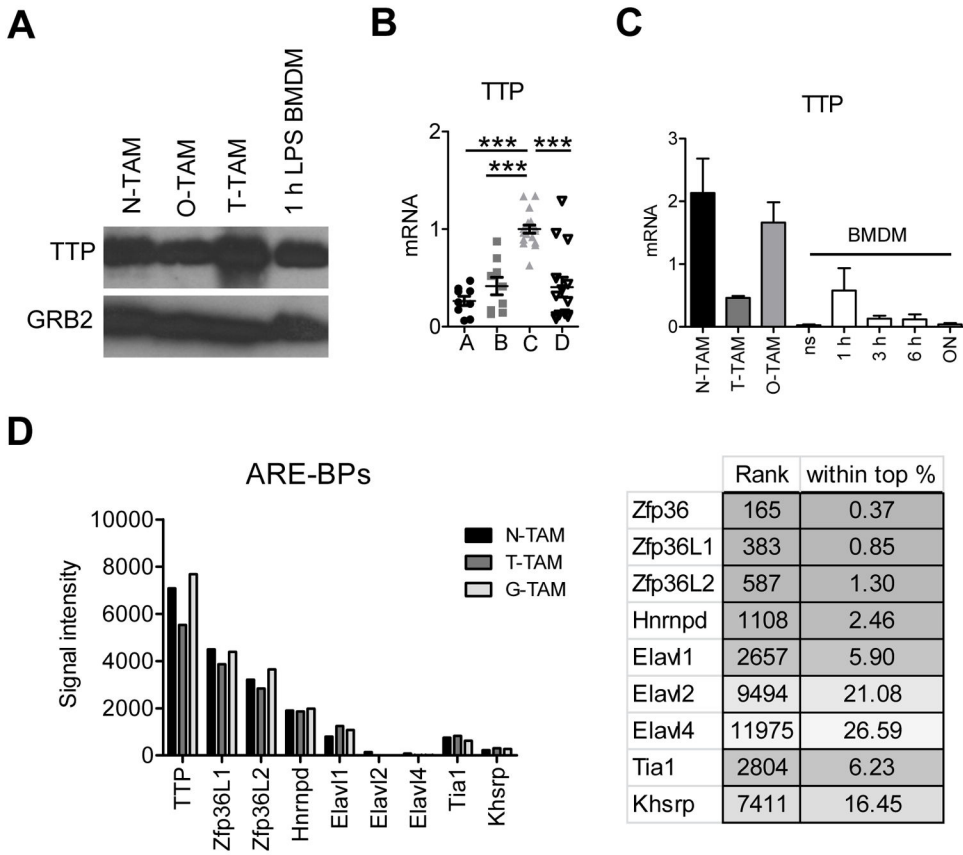 A
N-TAM
O-TAM
T-TAM
1 h LPS BMDM
TTP
GRB2
B
TTP
mRNA
2
1
0
*** ***
***
A B C D
C
TTP
mRNA
3
2
1
0
BMDM
N-TAM
T-TAM
O-TAM
ns
1 h
3 h
6 h
ON
D
ARE-BPs
Signal intensity
10000
8000
6000
4000
2000
0
N-TAM
T-TAM
G-TAM
TTP
Zfp36L1
Zfp36L2
Hnrnpd
Elavl1
Elavl2
Elavl4
Tia1
Khsrp
Rank within top %
Zfp36 165 0.37
Zfp36L1 383 0.85
Zfp36L2 587 1.30
Hnrnpd 1108 2.46
Elavl1 2657 5.90
Elavl2 9494 21.08
Elavl4 11975 26.59
Tia1 2804 6.23
Khsrp 7411 16.45